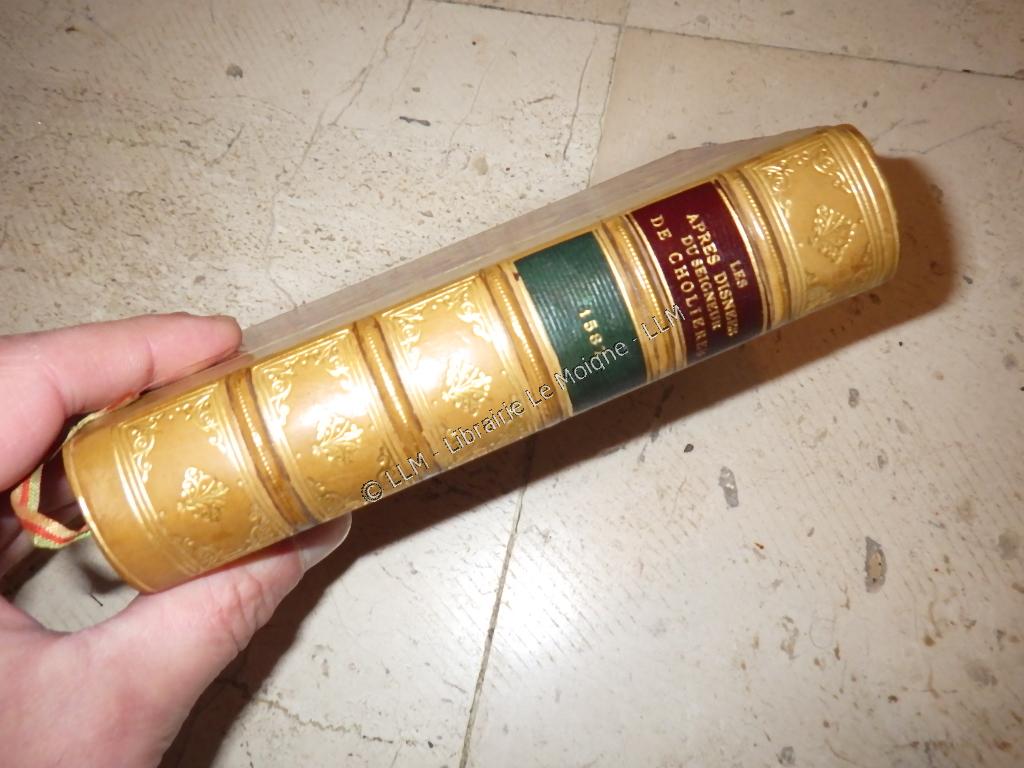 LES
APRES DISNEES
DU SEIGNEUR
DE CHOLIERES
© LLM - Librairie Le Moigne - LLM